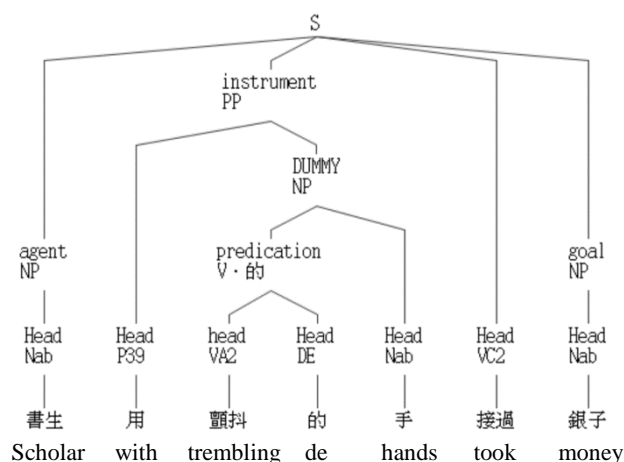 S
instrument
PP
DUMMY
NP
agent
NP
predication
V·的
goal
NP
Head Head head Head Head Head Head
Nab P39 VA2 DE Nab VC2 Nab
書生 用 顫抖 的 手 接過 銀子
Scholar with trembling de hands took money